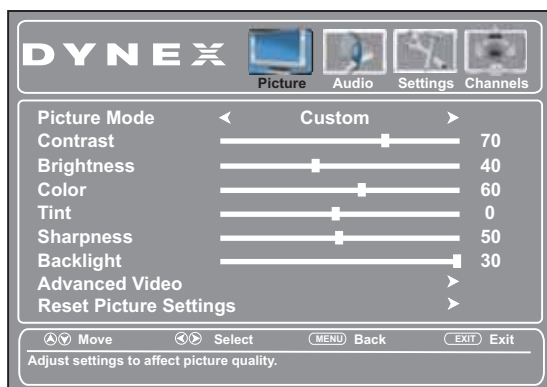 DYNEX
Picture Audio Settings Channels
Picture Mode Custom
Contrast 70
Brightness 40
Color 60
Tint 0
Sharpness 50
Backlight 30
Advanced Video
Reset Picture Settings
Move Select MENU Back EXIT Exit
Adjust settings to affect picture quality.